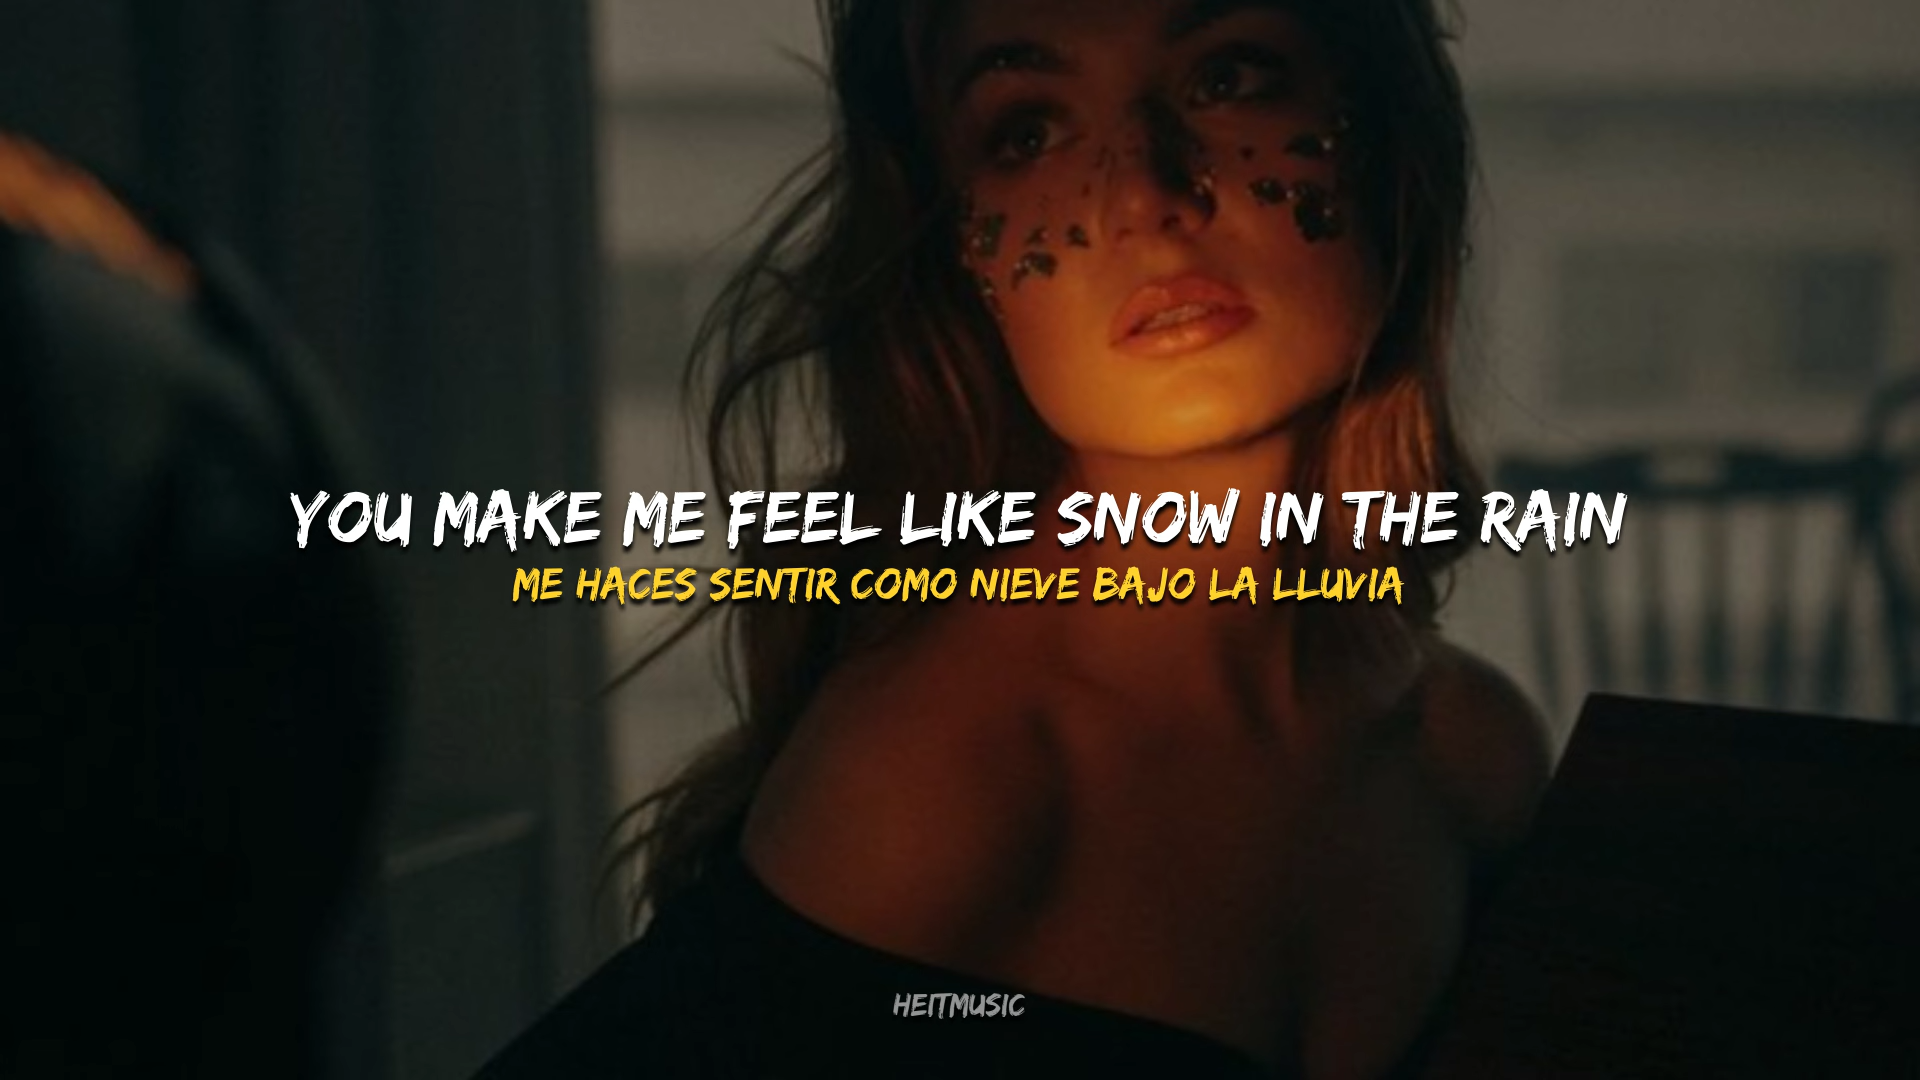 YOU MAKE ME FEEL LIKE SNOW IN THE RAIN
ME HACES SENTIR COMO NIEVE BAJO LA LLUVIA
HEITMUSIC